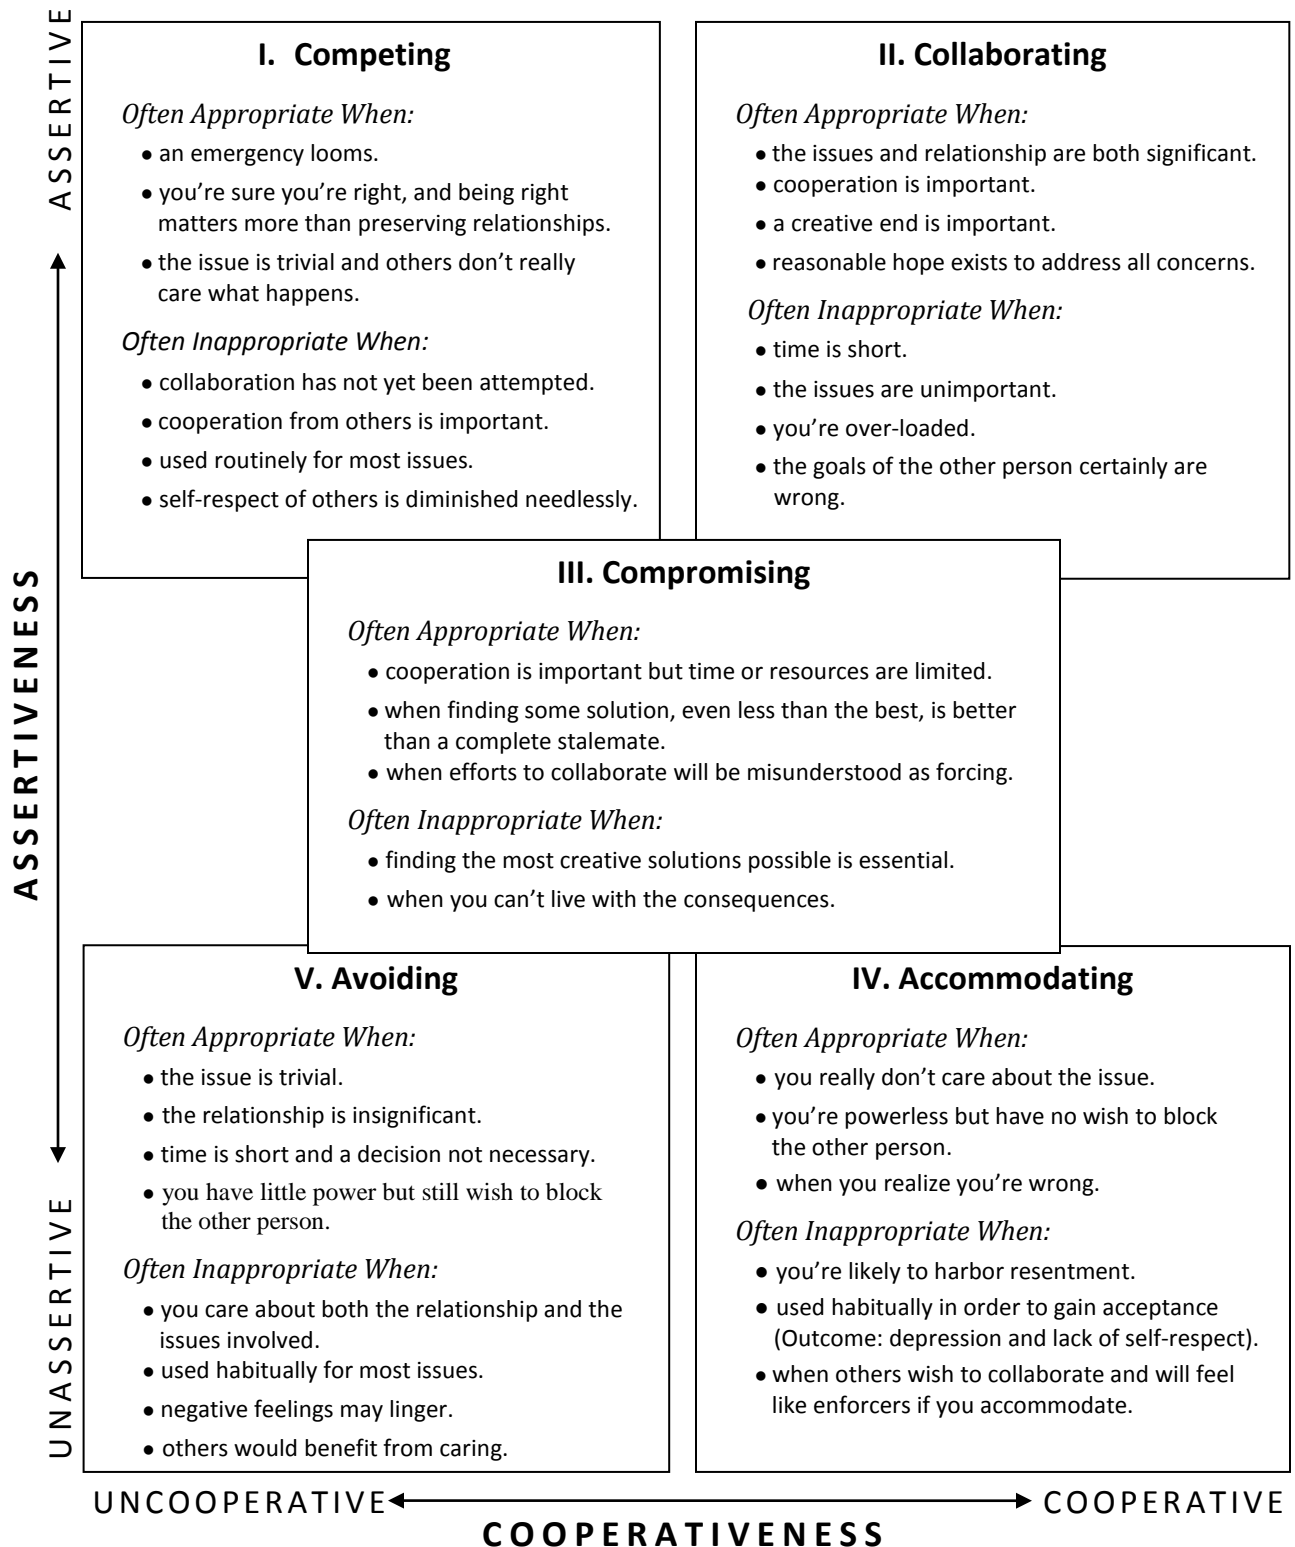 ASSERTIVE
ASSERTIVENESS
UNASSERTIVE
I. Competing
Often Appropriate When:
• an emergency looms.
• you’re sure you’re right, and being right
matters more than preserving relationships.
• the issue is trivial and others don’t really
care what happens.
Often Inappropriate When:
• collaboration has not yet been attempted.
• cooperation from others is important.
• used routinely for most issues.
• self-respect of others is diminished needlessly.
II. Collaborating
Often Appropriate When:
• the issues and relationship are both significant.
• cooperation is important.
• a creative end is important.
• reasonable hope exists to address all concerns.
Often Inappropriate When:
• time is short.
• the issues are unimportant.
• you’re over-loaded.
• the goals of the other person certainly are
wrong.
III. Compromising
Often Appropriate When:
• cooperation is important but time or resources are limited.
• when finding some solution, even less than the best, is better
than a complete stalemate.
• when efforts to collaborate will be misunderstood as forcing.
Often Inappropriate When:
• finding the most creative solutions possible is essential.
• when you can’t live with the consequences.
V. Avoiding
Often Appropriate When:
• the issue is trivial.
• the relationship is insignificant.
• time is short and a decision not necessary.
• you have little power but still wish to block
the other person.
Often Inappropriate When:
• you care about both the relationship and the
issues involved.
• used habitually for most issues.
• negative feelings may linger.
• others would benefit from caring.
IV. Accommodating
Often Appropriate When:
• you really don’t care about the issue.
• you’re powerless but have no wish to block
the other person.
• when you realize you’re wrong.
Often Inappropriate When:
• you’re likely to harbor resentment.
• used habitually in order to gain acceptance
(Outcome: depression and lack of self-respect).
• when others wish to collaborate and will feel
like enforcers if you accommodate.
UNCOOPERATIVE
COOPERATIVE
COOPERATIVENESS